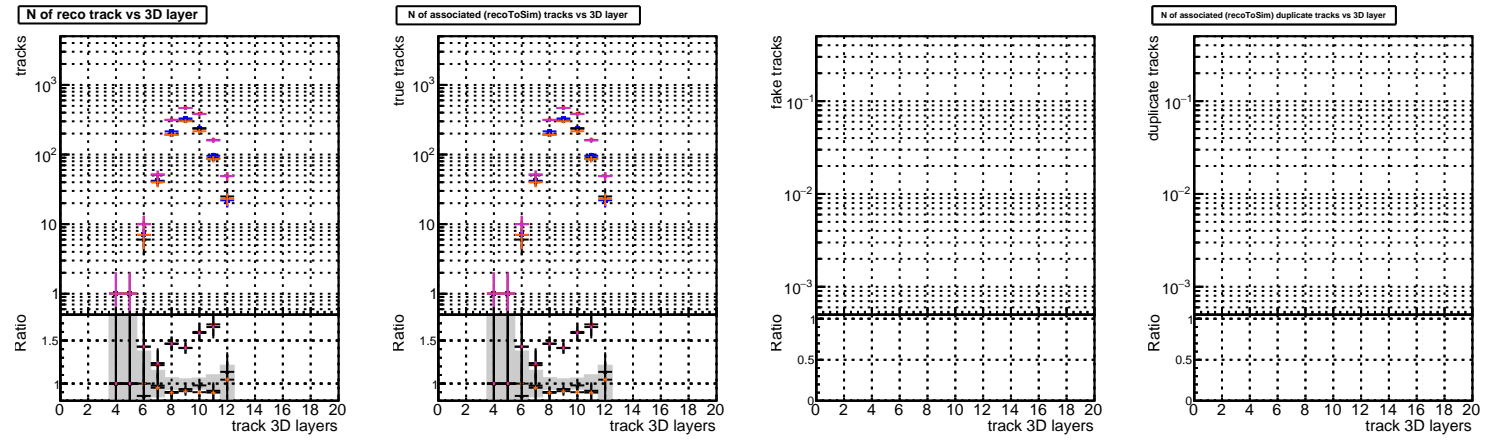 N of reco track vs 3D layer
tracks
10³
10²
10
1
Ratio
1.5
1
0 2 4 6 8 10 12 14 16 18 20
track 3D layers
N of associated (recoToSim) tracks vs 3D layer
true tracks
10³
10²
10
1
Ratio
1.5
1
0 2 4 6 8 10 12 14 16 18 20
track 3D layers
fake tracks
10⁻¹
10⁻²
10⁻³
Ratio
1
0.5
0
0 2 4 6 8 10 12 14 16 18 20
track 3D layers
N of associated (recoToSim) duplicate tracks vs 3D layer
duplicate tracks
10⁻¹
10⁻²
10⁻³
Ratio
1
0.5
0
0 2 4 6 8 10 12 14 16 18 20
track 3D layers